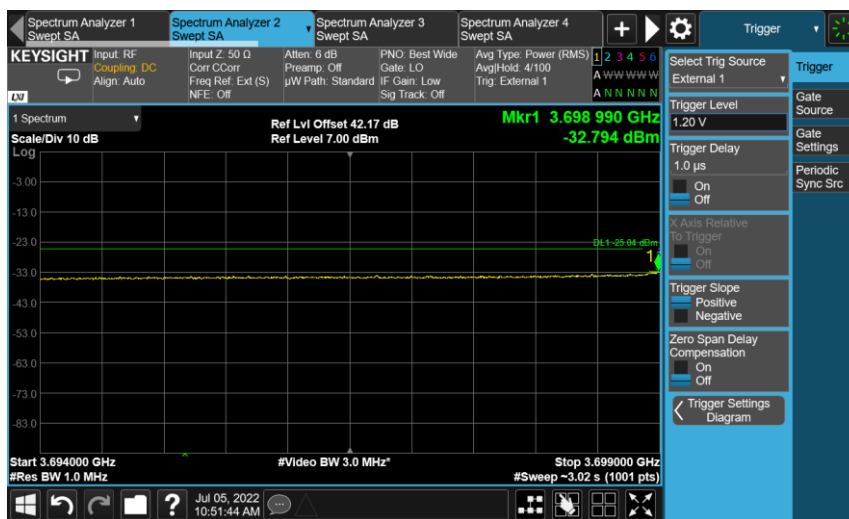 Spectrum Analyzer 1
Swept SA
Spectrum Analyzer 2
Swept SA
Spectrum Analyzer 3
Swept SA
Spectrum Analyzer 4
Swept SA
+
Trigger
KEYSIGHT
LXI
Input: RF
Coupling: DC
Align: Auto
Input Z: 50 Ω
Corr CCorr
Freq Ref: Ext (S)
NFE: Off
Atten: 6 dB
Preamp: Off
µW Path: Standard
PNO: Best Wide
Gate: LO
IF Gain: Low
Sig Track: Off
Avg Type: Power (RMS)
Avg|Hold: 4/100
Trig: External 1
1 2 3 4 5 6
A W W W W W
A N N N N N
1 Spectrum
Scale/Div 10 dB
Log
Ref Lvl Offset 42.17 dB
Ref Level 7.00 dBm
Mkr1 3.698 990 GHz
-32.794 dBm
-3.00
-13.0
-23.0
-33.0
-43.0
-53.0
-63.0
-73.0
-83.0
DL1 -25.04 dBm
1
Start 3.694000 GHz
#Res BW 1.0 MHz
#Video BW 3.0 MHz*
Stop 3.699000 GHz
#Sweep ~3.02 s (1001 pts)
?
Jul 05, 2022
10:51:44 AM
Select Trig Source
External 1
Trigger Level
1.20 V
Trigger Delay
1.0 µs
On
Off
X Axis Relative
To Trigger
On
Off
Trigger Slope
Positive
Negative
Zero Span Delay
Compensation
On
Off
Trigger Settings
Diagram
Trigger
Gate
Source
Gate
Settings
Periodic
Sync Src